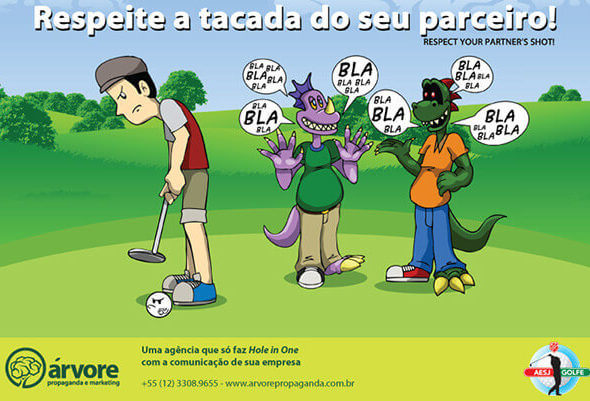 Respeite a tacada do seu parceiro!
RESPECT YOUR PARTNER'S SHOT!
BLA
BLA BLA
BLA BLA
BLA
BLA
BLA BLA
BLA
BLA
BLA
BLA
BLA
BLA
BLA
BLA
BLA BLA
BLA BLA
BLA
BLA
BLA BLA
BLA
árvore
propaganda e marketing
Uma agência que só faz Hole in One
com a comunicação de sua empresa
+55 (12) 3308.9655 - www.arvorepropaganda.com.br
AESJ GOLFE